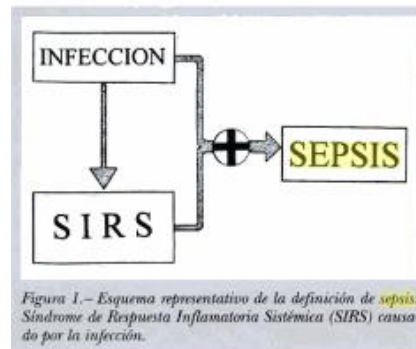 INFECCION
SIRS
SEPSIS
Figura 1.– Esquema representativo de la definición de sepsis.
Síndrome de Respuesta Inflamatoria Sistémica (SIRS) causa-
do por la infección.